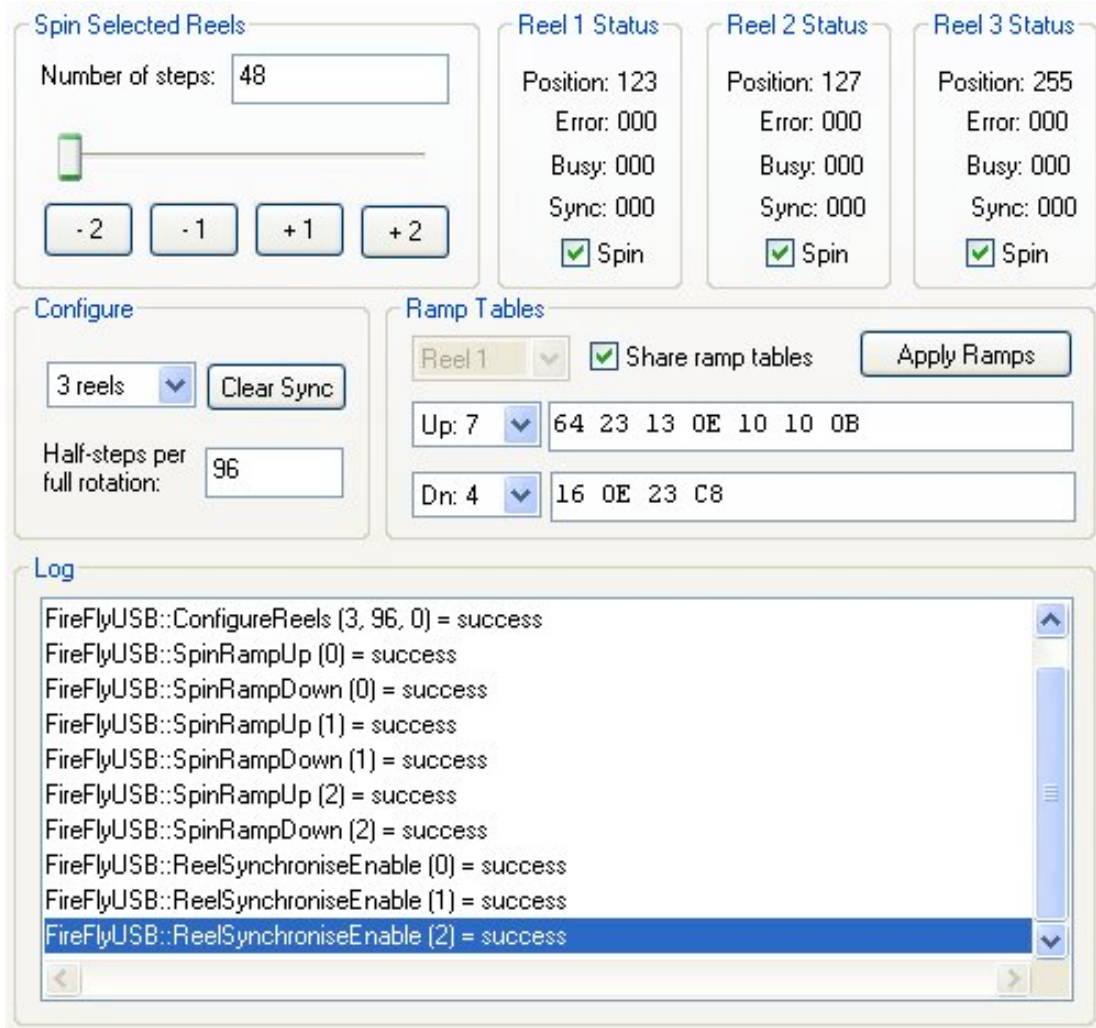 Spin Selected Reels
Number of steps: 48
- 2 - 1 + 1 + 2
Reel 1 Status
Position: 123
Error: 000
Busy: 000
Sync: 000
Spin
Reel 2 Status
Position: 127
Error: 000
Busy: 000
Sync: 000
Spin
Reel 3 Status
Position: 255
Error: 000
Busy: 000
Sync: 000
Spin
Configure
3 reels Clear Sync
Half-steps per
full rotation: 96
Ramp Tables
Reel 1 Share ramp tables Apply Ramps
Up: 7 64 23 13 0E 10 10 0B
Dn: 4 16 0E 23 C8
Log
FireFlyUSB::ConfigureReels (3, 96, 0) = success
FireFlyUSB::SpinRampUp (0) = success
FireFlyUSB::SpinRampDown (0) = success
FireFlyUSB::SpinRampUp (1) = success
FireFlyUSB::SpinRampDown (1) = success
FireFlyUSB::SpinRampUp (2) = success
FireFlyUSB::SpinRampDown (2) = success
FireFlyUSB::ReelSynchroniseEnable (0) = success
FireFlyUSB::ReelSynchroniseEnable (1) = success
FireFlyUSB::ReelSynchroniseEnable (2) = success